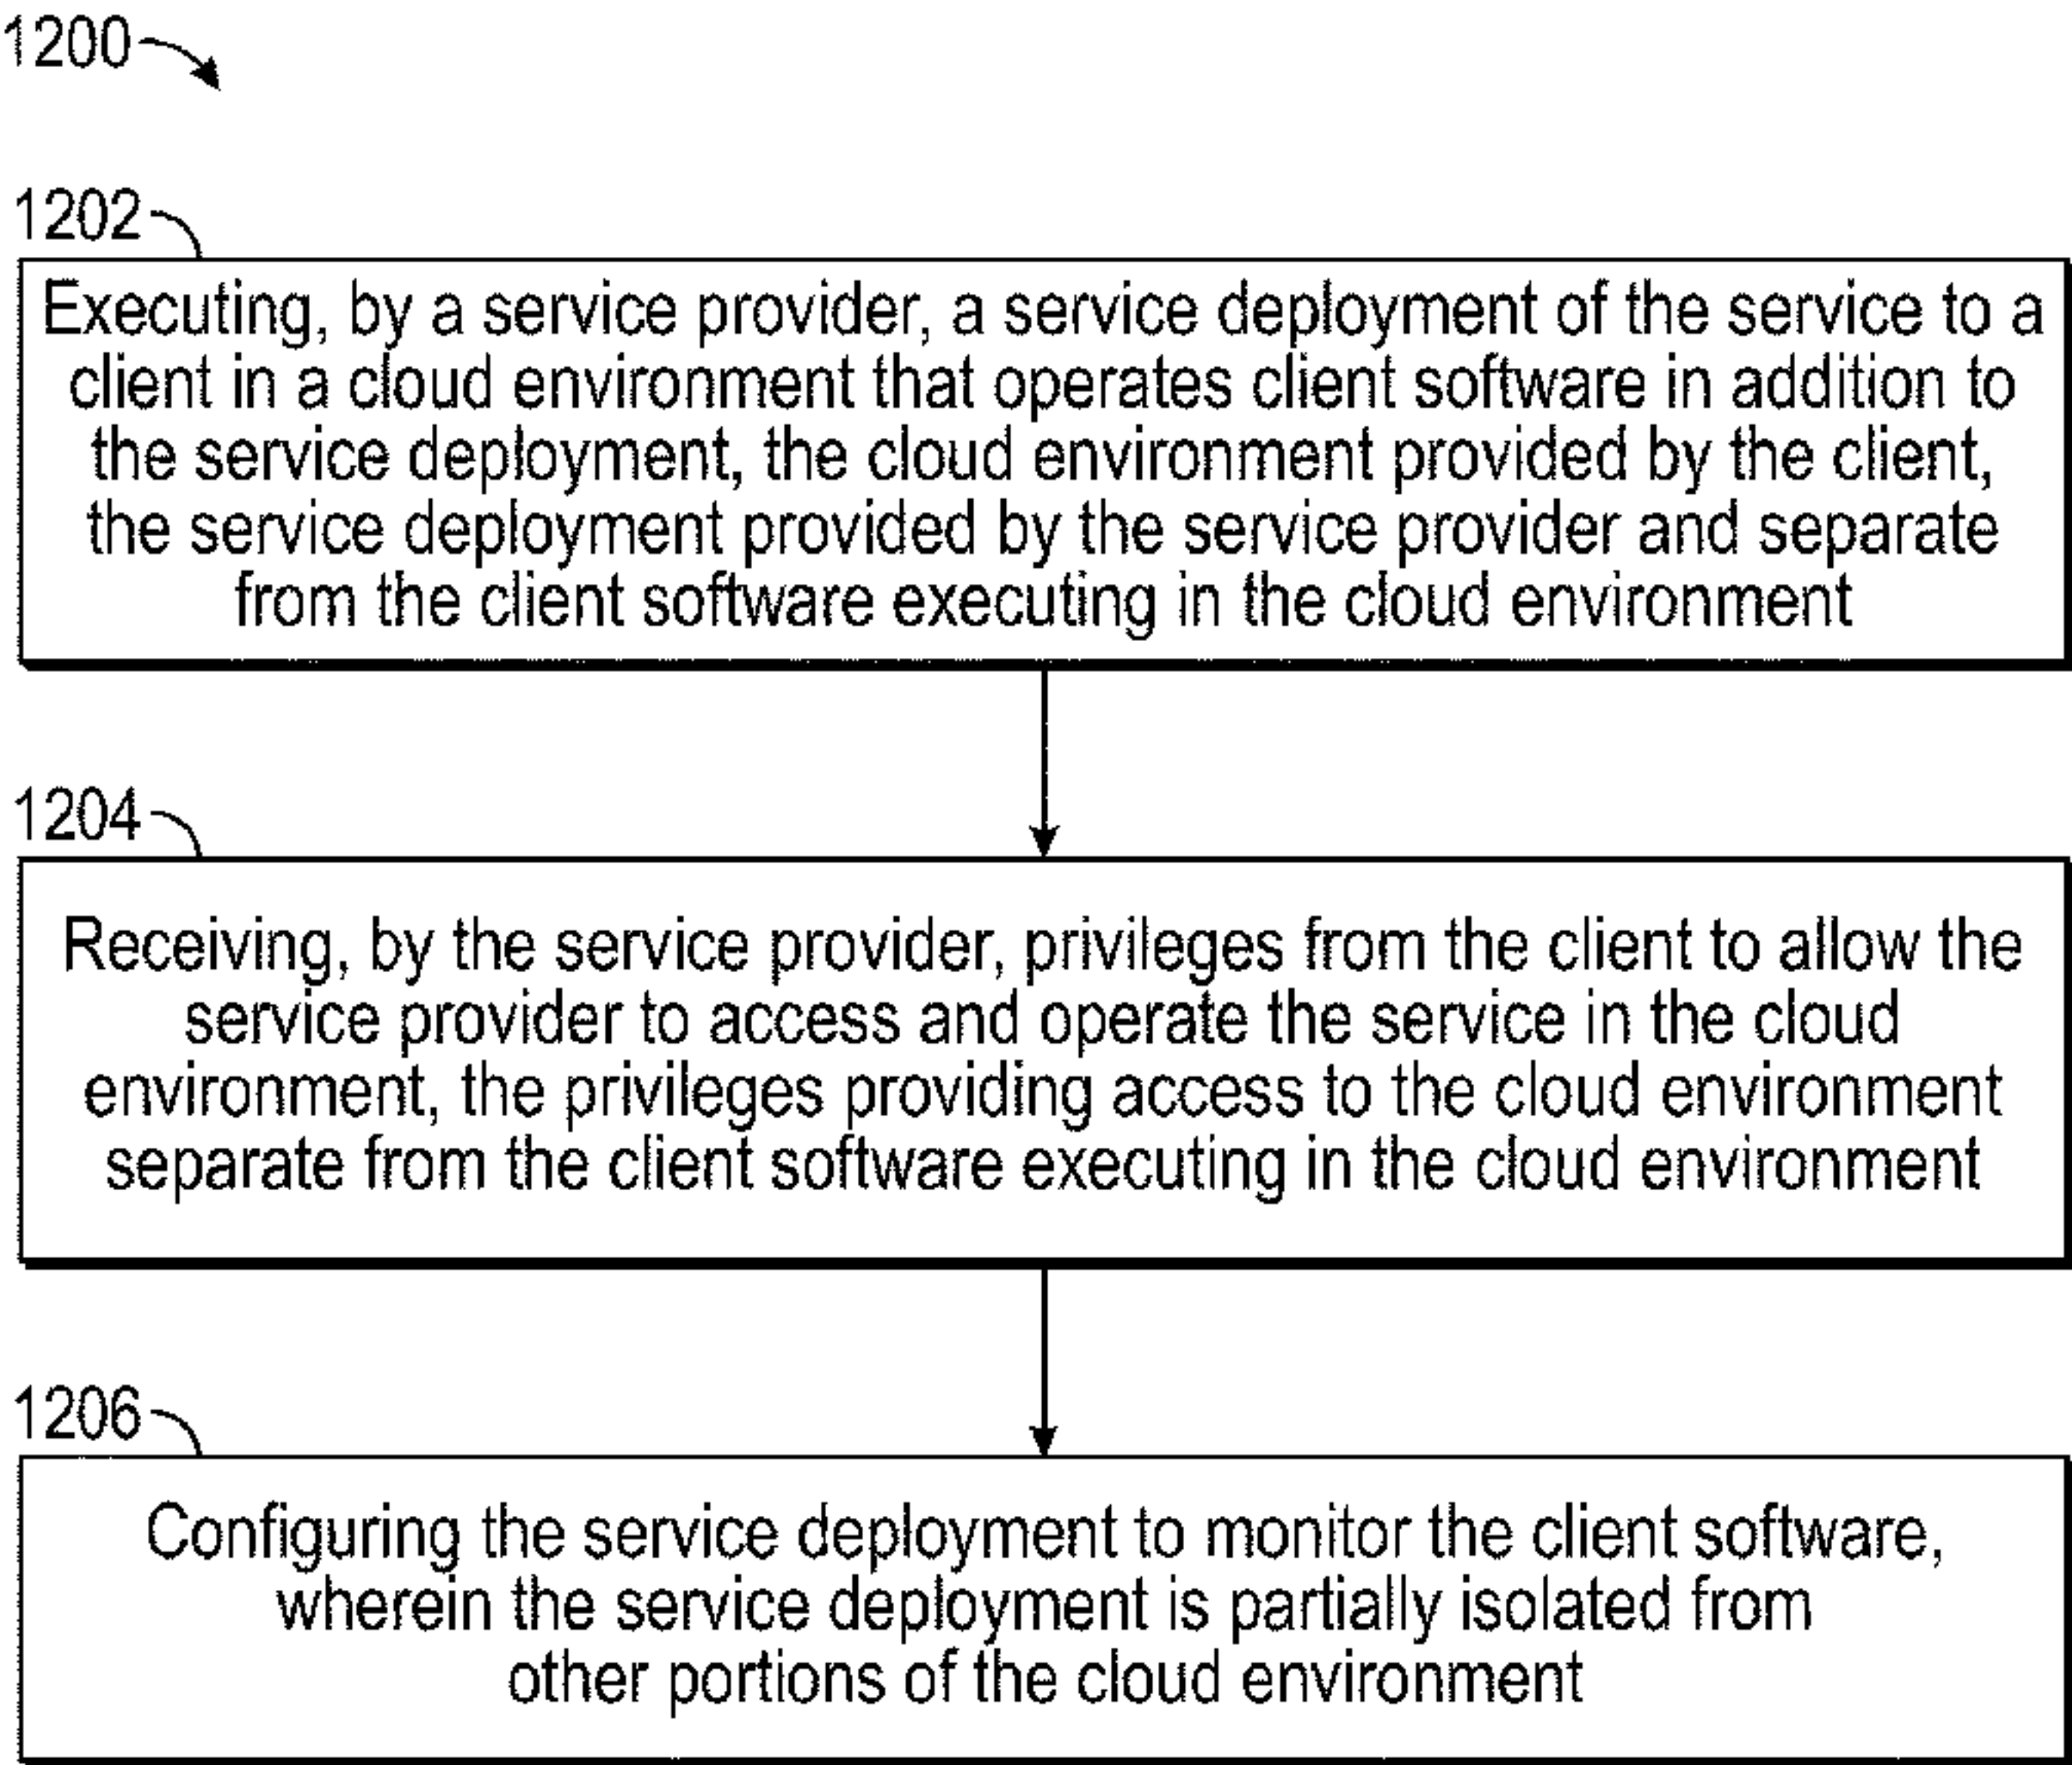 1200
1202
Executing, by a service provider, a service deployment of the service to a
client in a cloud environment that operates client software in addition to
the service deployment, the cloud environment provided by the client,
the service deployment provided by the service provider and separate
from the client software executing in the cloud environment
1204
Receiving, by the service provider, privileges from the client to allow the
service provider to access and operate the service in the cloud
environment, the privileges providing access to the cloud environment
separate from the client software executing in the cloud environment
1206
Configuring the service deployment to monitor the client software,
wherein the service deployment is partially isolated from
other portions of the cloud environment